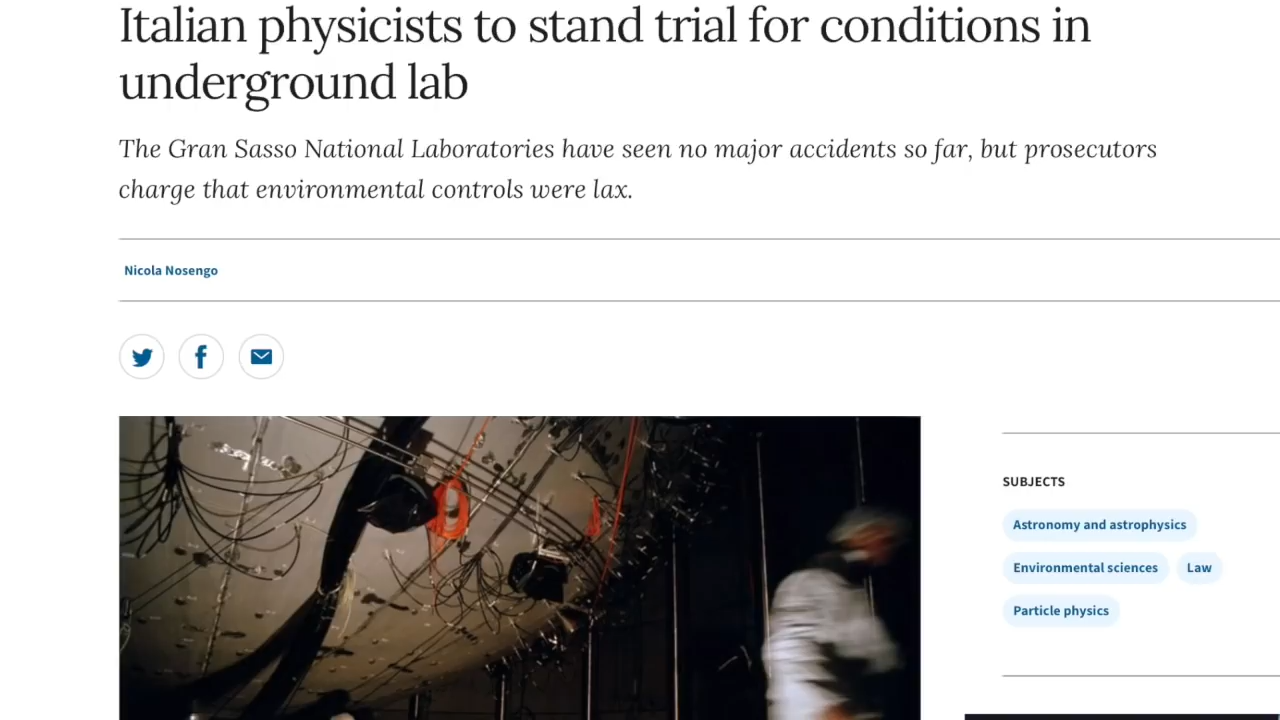 Italian physicists to stand trial for conditions in
underground lab
The Gran Sasso National Laboratories have seen no major accidents so far, but prosecutors
charge that environmental controls were lax.
Nicola Nosengo
SUBJECTS
Astronomy and astrophysics
Environmental sciences
Law
Particle physics